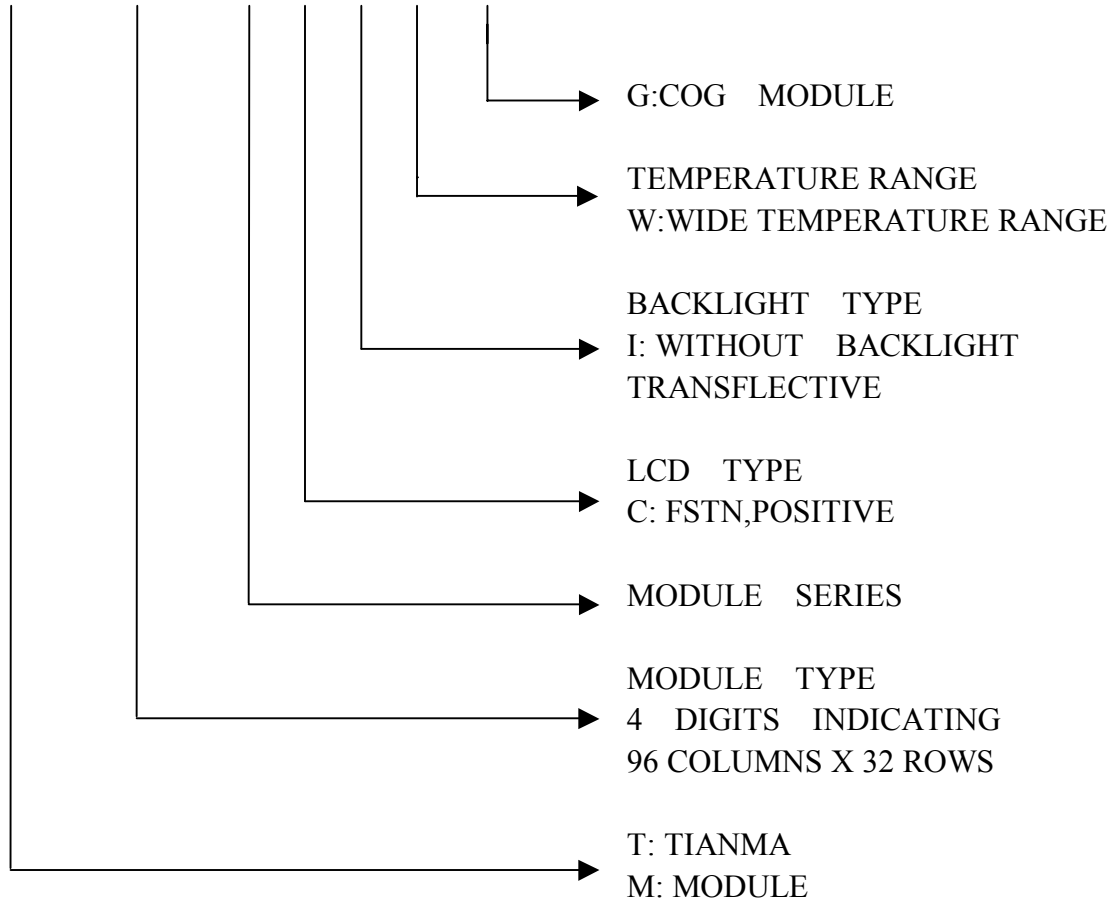 G:COG MODULE
TEMPERATURE RANGE
W:WIDE TEMPERATURE RANGE
BACKLIGHT TYPE
I: WITHOUT BACKLIGHT
TRANSFLECTIVE
LCD TYPE
C: FSTN,POSITIVE
MODULE SERIES
MODULE TYPE
4 DIGITS INDICATING
96 COLUMNS X 32 ROWS
T: TIANMA
M: MODULE